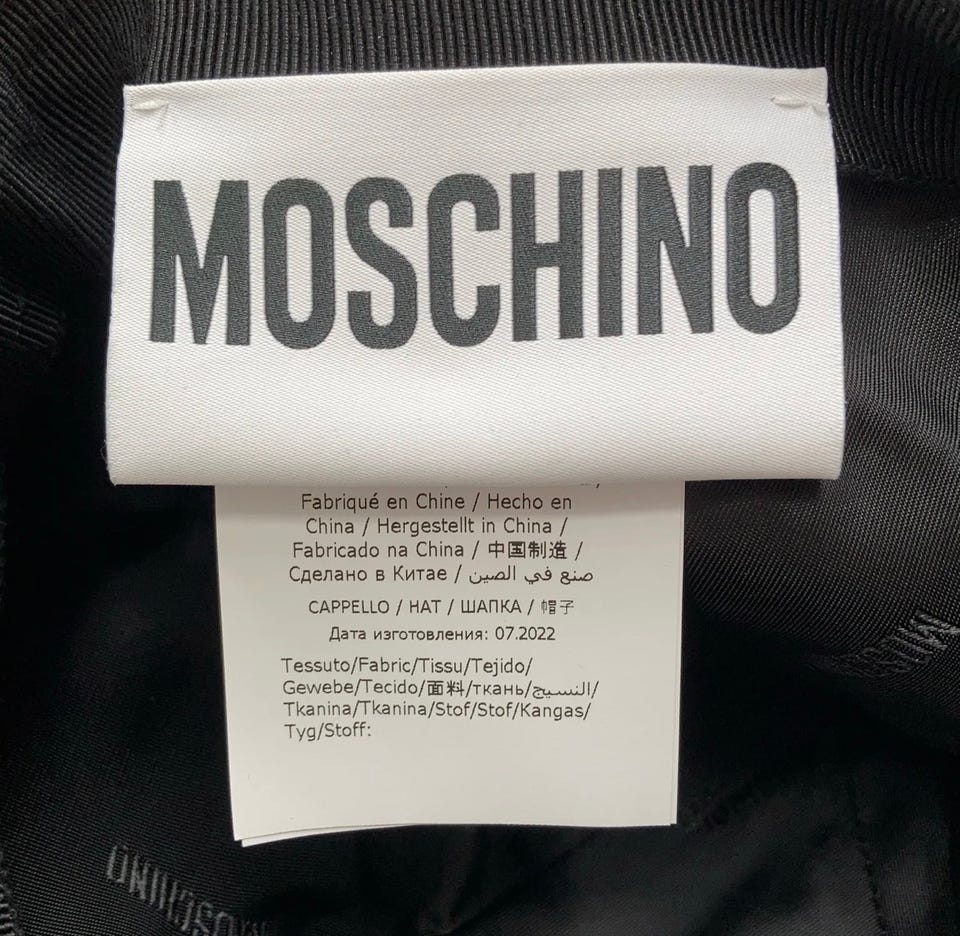 MOSCHINO
Fabriqué en Chine / Hecho en
China / Hergestellt in China /
Fabricado na China / 中国制造 /
Сделано в Китае / صنع في الصين
CAPPELLO / HAT / ШАПКА / 帽子
Дата изготовления: 07.2022
Tessuto/Fabric/Tissu/Tejido/
Gewebe/Tecido/面料/ткань/النسيج/
Tkanina/Tkanina/Stof/Stof/Kangas/
Tyg/Stoff:
MOSCHINO